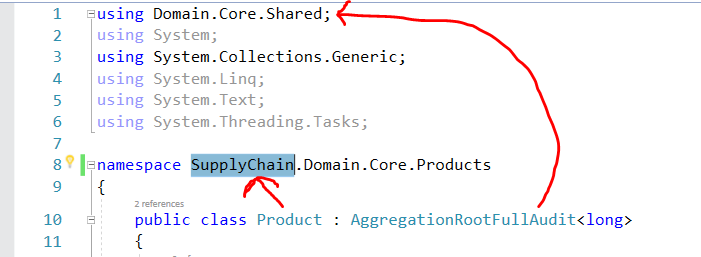 1 using Domain.Core.Shared;
2 using System;
3 using System.Collections.Generic;
4 using System.Linq;
5 using System.Text;
6 using System.Threading.Tasks;
7
8 namespace SupplyChain.Domain.Core.Products
9 {
2 references
10 public class Product : AggregationRootFullAudit<long>
11 {